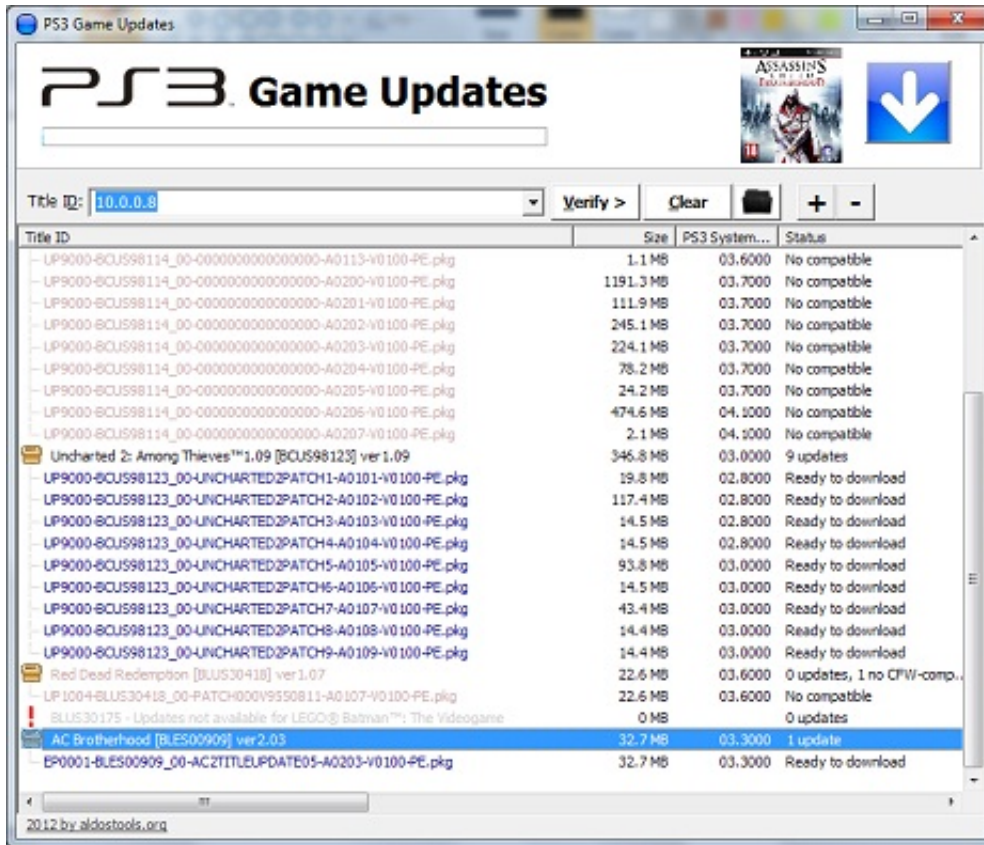 PS3 Game Updates
PS3 Game Updates
ASSASSIN'S CREED BROTHERHOOD
18
Title ID: 10.0.0.8 Verify > Clear + -
Title ID Size PS3 System... Status
UP9000-BCUS98114_00-0000000000000000-A0113-V0100-PE.pkg 1.1 MB 03.6000 No compatible
UP9000-BCUS98114_00-0000000000000000-A0200-V0100-PE.pkg 1191.3 MB 03.7000 No compatible
UP9000-BCUS98114_00-0000000000000000-A0201-V0100-PE.pkg 111.9 MB 03.7000 No compatible
UP9000-BCUS98114_00-0000000000000000-A0202-V0100-PE.pkg 245.1 MB 03.7000 No compatible
UP9000-BCUS98114_00-0000000000000000-A0203-V0100-PE.pkg 224.1 MB 03.7000 No compatible
UP9000-BCUS98114_00-0000000000000000-A0204-V0100-PE.pkg 78.2 MB 03.7000 No compatible
UP9000-BCUS98114_00-0000000000000000-A0205-V0100-PE.pkg 24.2 MB 03.7000 No compatible
UP9000-BCUS98114_00-0000000000000000-A0206-V0100-PE.pkg 474.6 MB 04.1000 No compatible
UP9000-BCUS98114_00-0000000000000000-A0207-V0100-PE.pkg 2.1 MB 04.1000 No compatible
Uncharted 2: Among Thieves™1.09 [BCUS98123] ver1.09 346.8 MB 03.0000 9 updates
UP9000-BCUS98123_00-UNCHARTED2PATCH1-A0101-V0100-PE.pkg 19.8 MB 02.8000 Ready to download
UP9000-BCUS98123_00-UNCHARTED2PATCH2-A0102-V0100-PE.pkg 117.4 MB 02.8000 Ready to download
UP9000-BCUS98123_00-UNCHARTED2PATCH3-A0103-V0100-PE.pkg 14.5 MB 02.8000 Ready to download
UP9000-BCUS98123_00-UNCHARTED2PATCH4-A0104-V0100-PE.pkg 14.5 MB 02.8000 Ready to download
UP9000-BCUS98123_00-UNCHARTED2PATCH5-A0105-V0100-PE.pkg 93.8 MB 03.0000 Ready to download
UP9000-BCUS98123_00-UNCHARTED2PATCH6-A0106-V0100-PE.pkg 14.5 MB 03.0000 Ready to download
UP9000-BCUS98123_00-UNCHARTED2PATCH7-A0107-V0100-PE.pkg 43.4 MB 03.0000 Ready to download
UP9000-BCUS98123_00-UNCHARTED2PATCH8-A0108-V0100-PE.pkg 14.4 MB 03.0000 Ready to download
UP9000-BCUS98123_00-UNCHARTED2PATCH9-A0109-V0100-PE.pkg 14.4 MB 03.0000 Ready to download
Red Dead Redemption [BLUS30418] ver1.07 22.6 MB 03.6000 0 updates, 1 no CFW-comp..
UP1004-BLUS30418_00-PATCH000V9550811-A0107-V0100-PE.pkg 22.6 MB 03.6000 No compatible
BLUS30175 - Updates not available for LEGO® Batman™: The Videogame 0 MB 0 updates
AC Brotherhood [BLES00909] ver2.03 32.7 MB 03.3000 1 update
EP0001-BLES00909_00-AC2TITLEUPDATE05-A0203-V0100-PE.pkg 32.7 MB 03.3000 Ready to download
2012 by aldostools.org